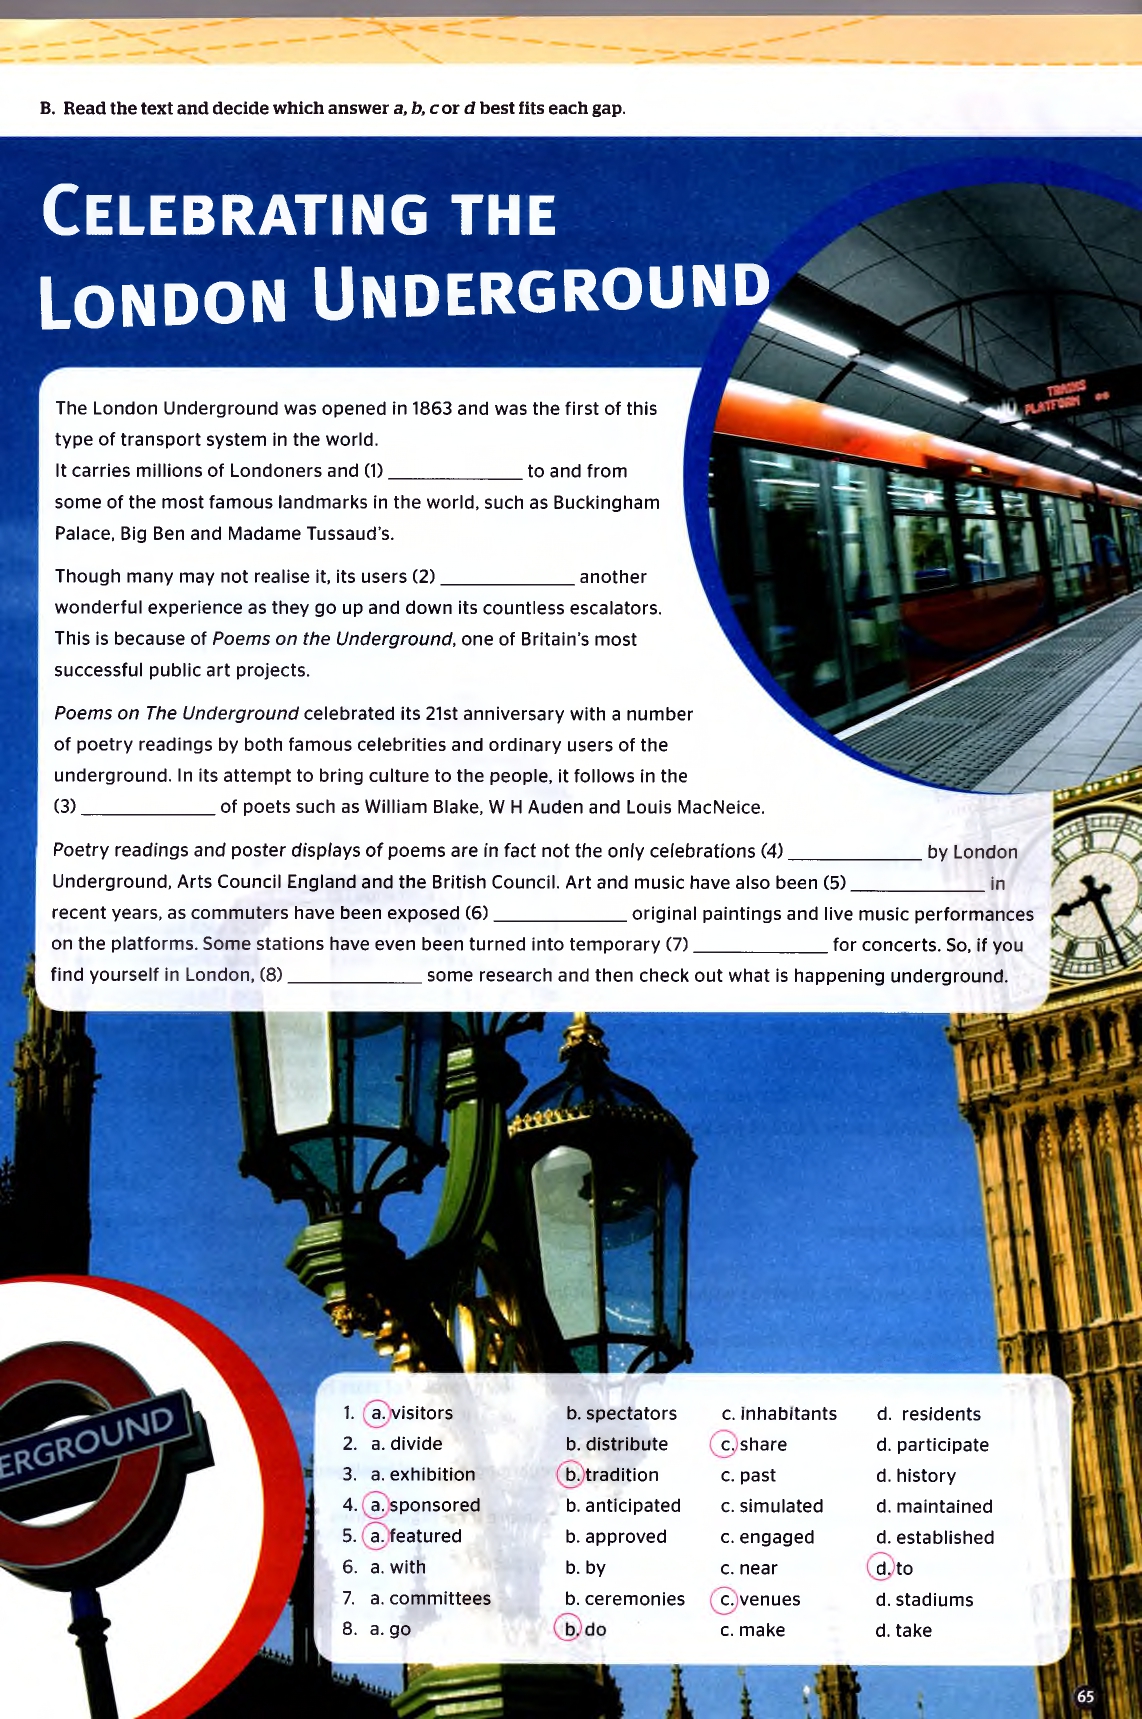 B. Read the text and decide which answer a, b, c or d best fits each gap.
CELEBRATING THE
LONDON UNDERGROUND
TRAINS
PLATFORM
The London Underground was opened in 1863 and was the first of this
type of transport system in the world.
It carries millions of Londoners and (1) ______________ to and from
some of the most famous landmarks in the world, such as Buckingham
Palace, Big Ben and Madame Tussaud's.
Though many may not realise it, its users (2) ______________ another
wonderful experience as they go up and down its countless escalators.
This is because of Poems on the Underground, one of Britain's most
successful public art projects.
Poems on The Underground celebrated its 21st anniversary with a number
of poetry readings by both famous celebrities and ordinary users of the
underground. In its attempt to bring culture to the people, it follows in the
(3) ______________ of poets such as William Blake, W H Auden and Louis MacNeice.
Poetry readings and poster displays of poems are in fact not the only celebrations (4) ______________ by London
Underground, Arts Council England and the British Council. Art and music have also been (5) ______________ in
recent years, as commuters have been exposed (6) ______________ original paintings and live music performances
on the platforms. Some stations have even been turned into temporary (7) ______________ for concerts. So, if you
find yourself in London, (8) ______________ some research and then check out what is happening underground.
ERGROUND
1. a. visitors b. spectators c. inhabitants d. residents
2. a. divide b. distribute c. share d. participate
3. a. exhibition b. tradition c. past d. history
4. a. sponsored b. anticipated c. simulated d. maintained
5. a. featured b. approved c. engaged d. established
6. a. with b. by c. near d. to
7. a. committees b. ceremonies c. venues d. stadiums
8. a. go b. do c. make d. take
65